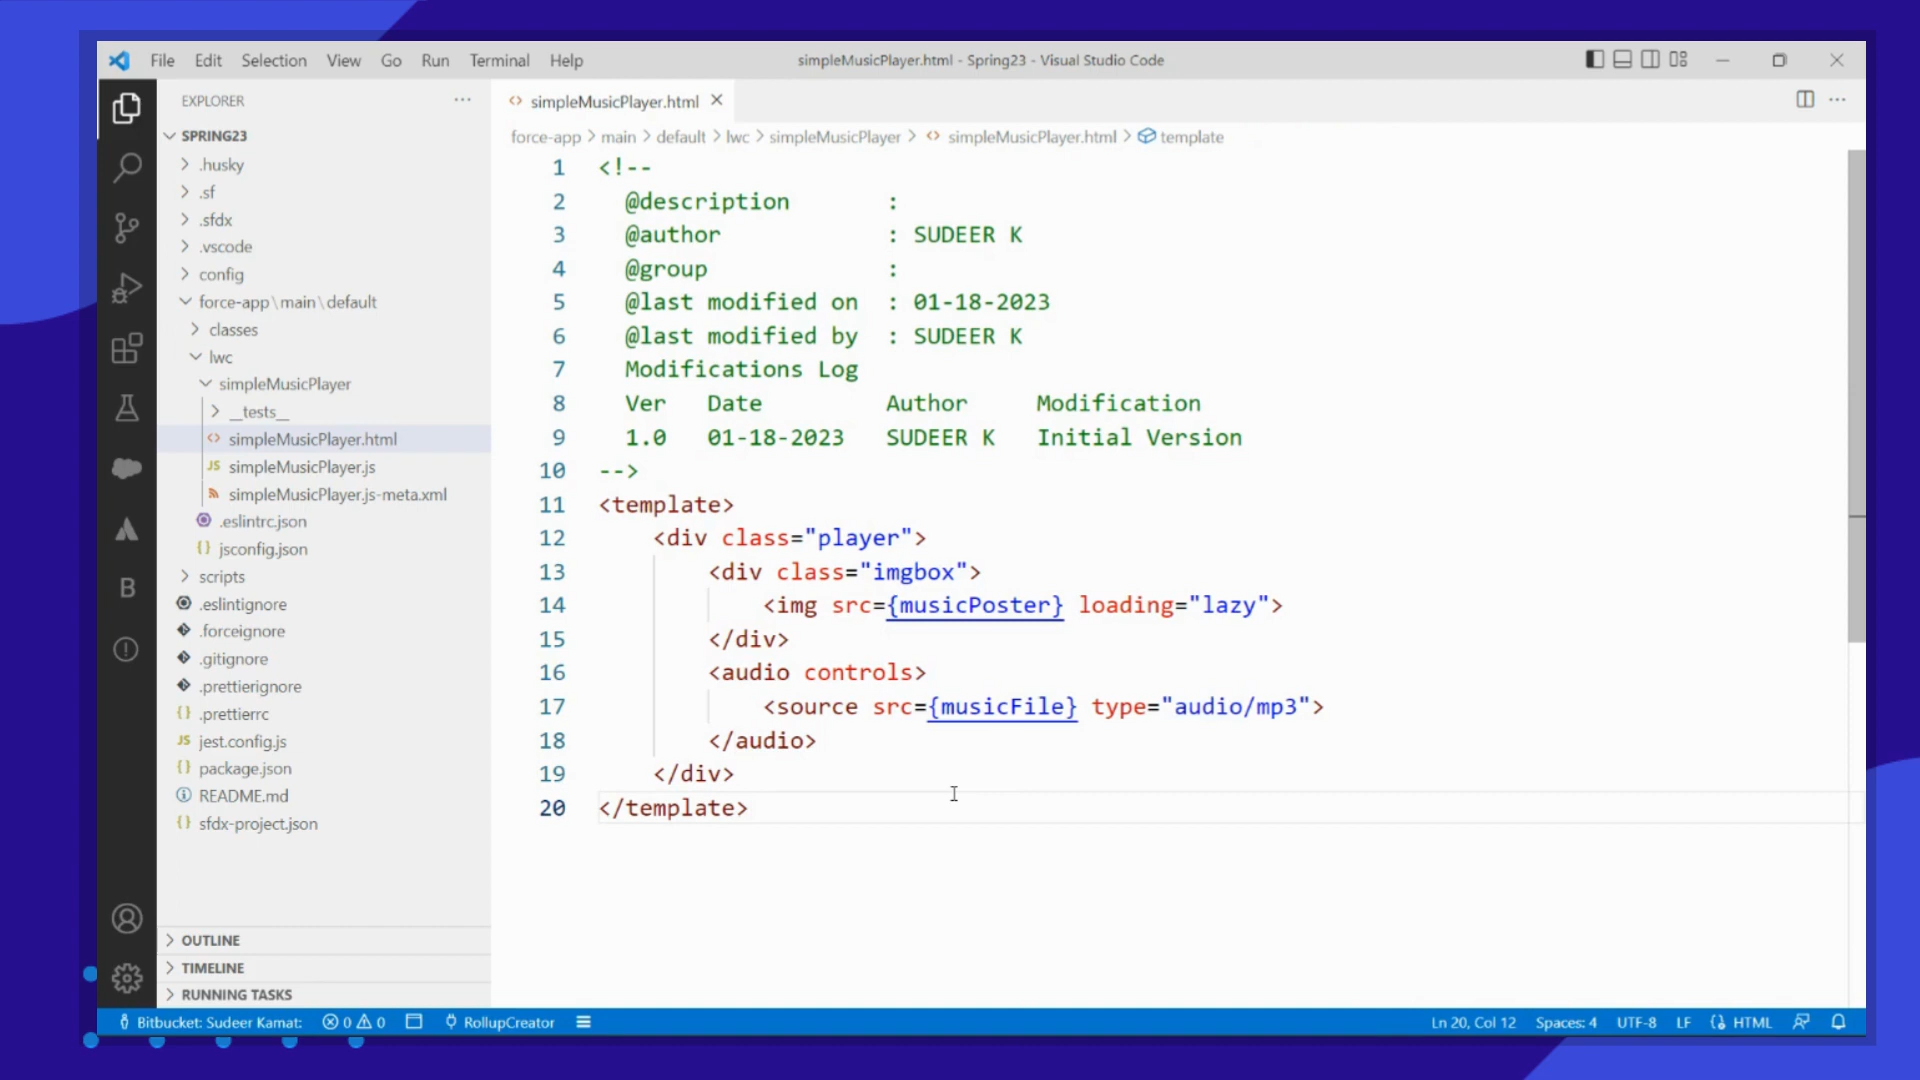 File Edit Selection View Go Run Terminal Help
simpleMusicPlayer.html - Spring23 - Visual Studio Code
EXPLORER
SPRING23
.husky
.sf
.sfdx
.vscode
config
force-app\main\default
classes
lwc
simpleMusicPlayer
__tests__
simpleMusicPlayer.html
JS simpleMusicPlayer.js
simpleMusicPlayer.js-meta.xml
.eslintrc.json
{} jsconfig.json
scripts
.eslintignore
.forceignore
.gitignore
.prettierignore
{} .prettierrc
JS jest.config.js
{} package.json
README.md
{} sfdx-project.json
OUTLINE
TIMELINE
RUNNING TASKS
B
<> simpleMusicPlayer.html
force-app > main > default > lwc > simpleMusicPlayer > <> simpleMusicPlayer.html > template
1 <!--
2 @description :
3 @author : SUDEER K
4 @group :
5 @last modified on : 01-18-2023
6 @last modified by : SUDEER K
7 Modifications Log
8 Ver Date Author Modification
9 1.0 01-18-2023 SUDEER K Initial Version
10 -->
11 <template>
12 <div class="player">
13 <div class="imgbox">
14 <img src={musicPoster} loading="lazy">
15 </div>
16 <audio controls>
17 <source src={musicFile} type="audio/mp3">
18 </audio>
19 </div>
20 </template>
Bitbucket: Sudeer Kamat: 0 0 RollupCreator
Ln 20, Col 12 Spaces: 4 UTF-8 LF HTML